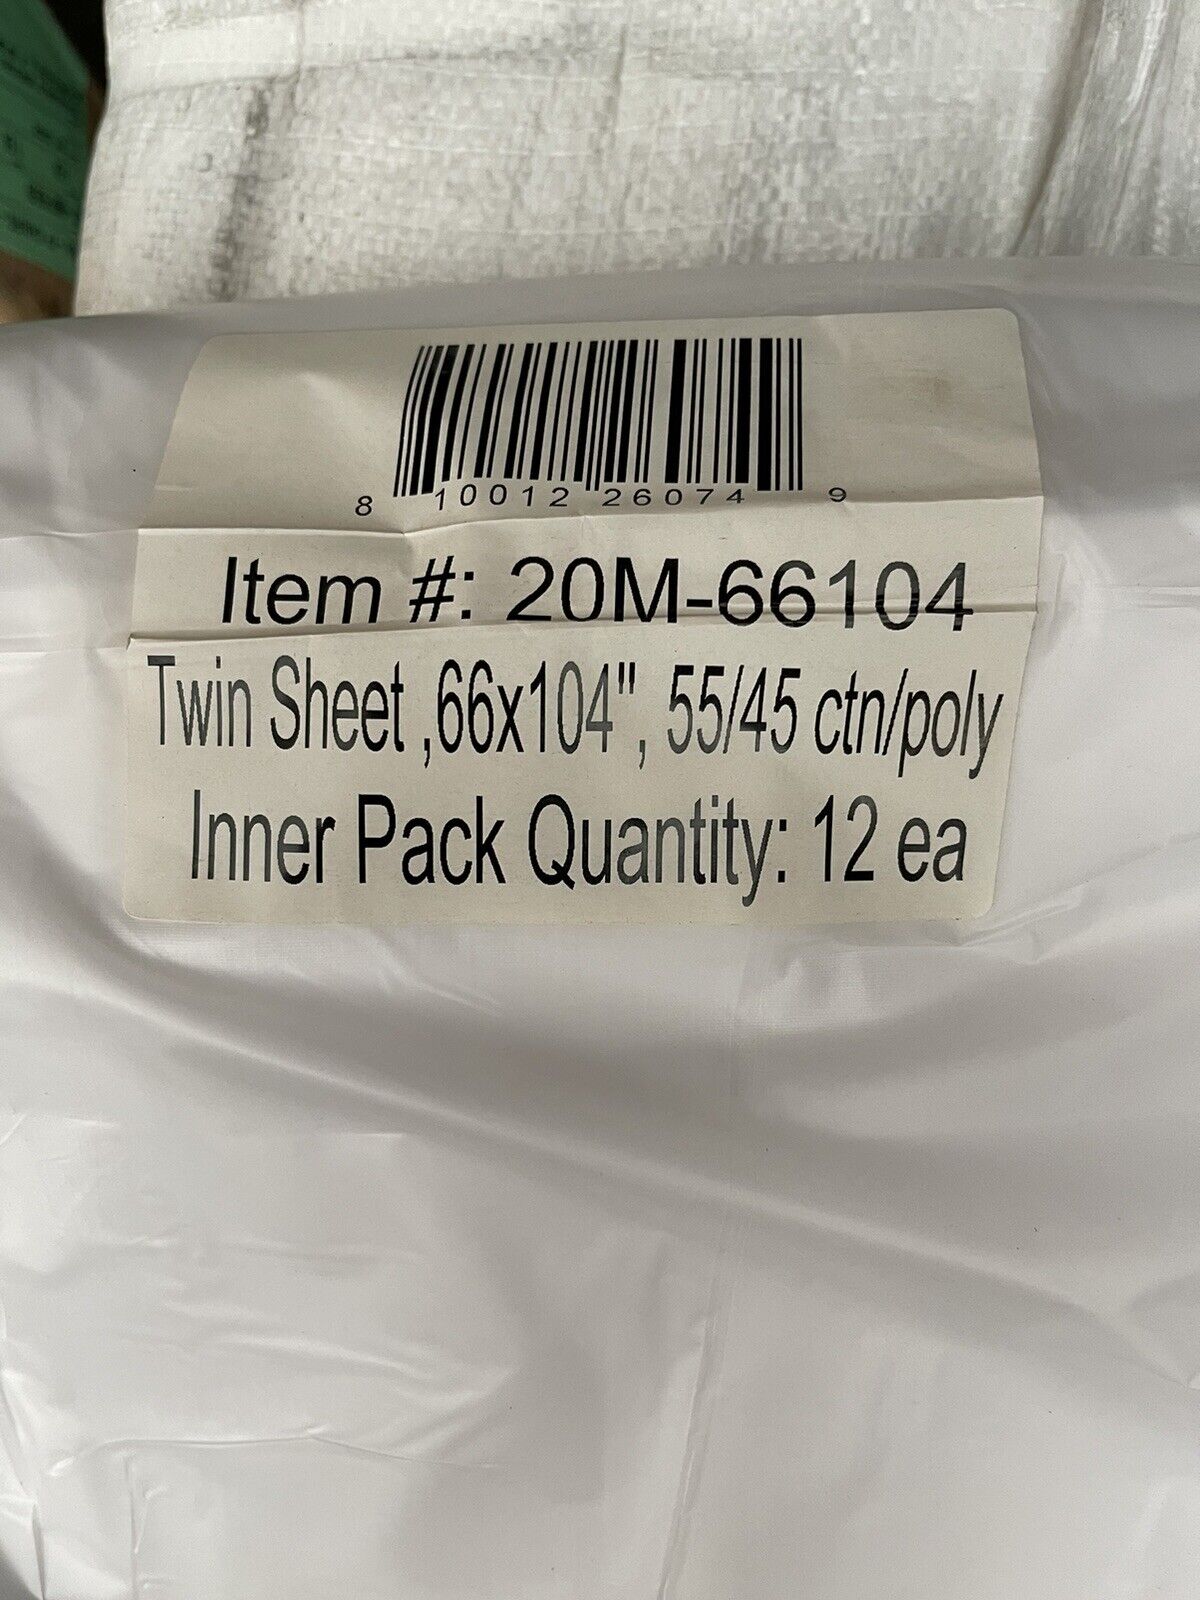 8 10012 26074 9
Item #: 20M-66104
Twin Sheet ,66x104", 55/45 ctn/poly
Inner Pack Quantity: 12 ea